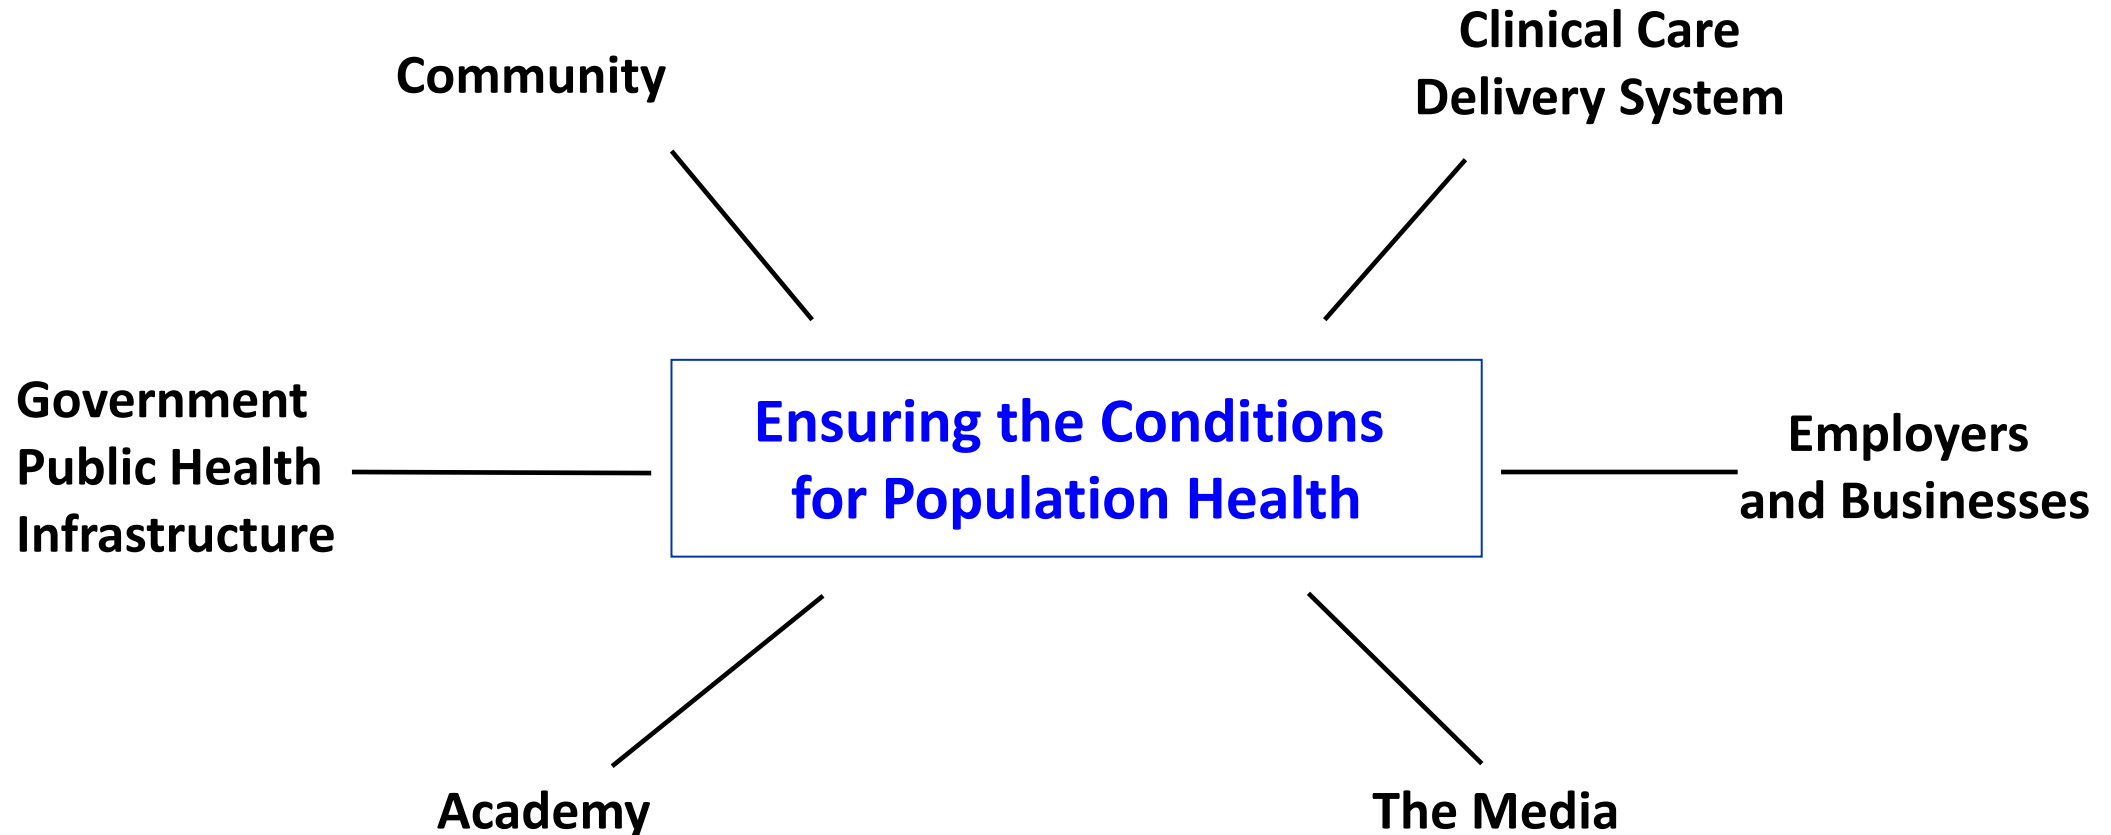 Community
Clinical Care
Delivery System
Government
Public Health
Infrastructure
Ensuring the Conditions
for Population Health
Employers
and Businesses
Academy
The Media